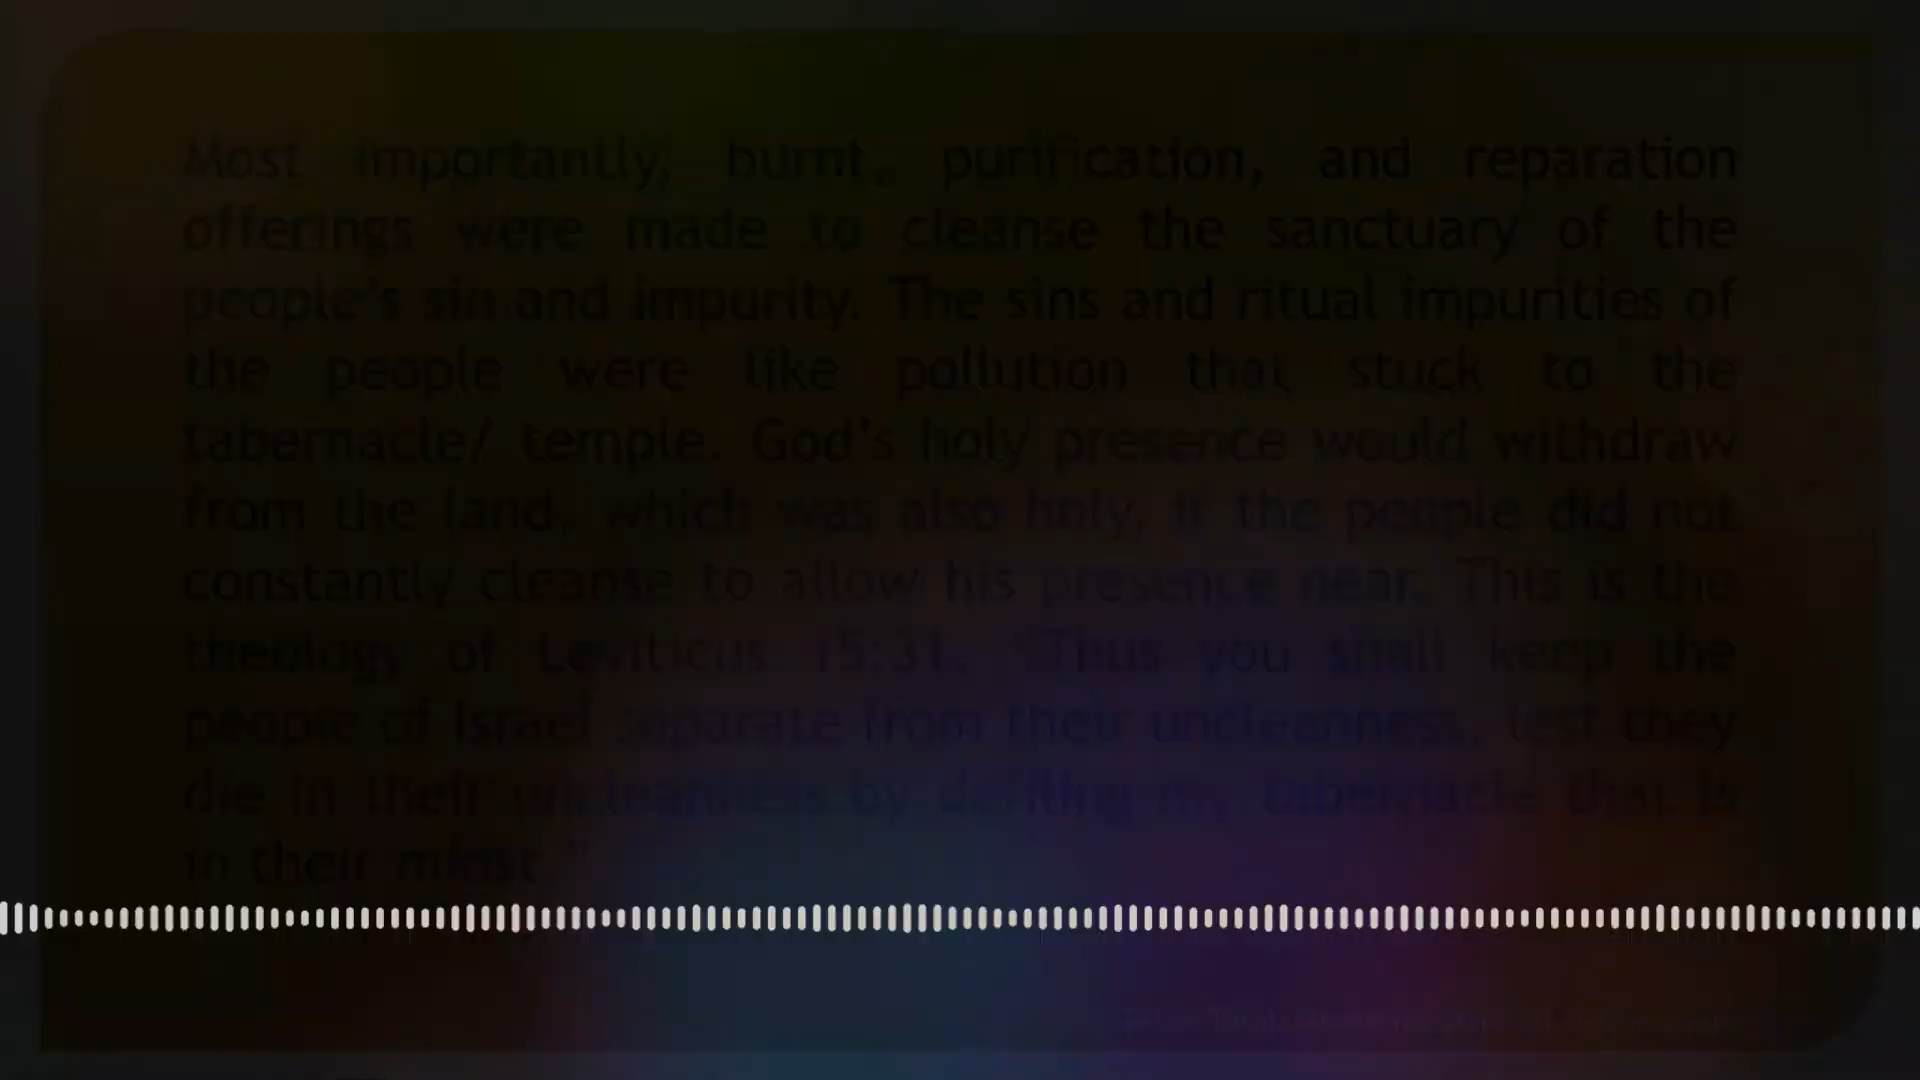 Most importantly, burnt, purification, and reparation
offerings were made to cleanse the sanctuary of the
people's sin and impurity. The sins and ritual impurities of
the people were like pollution that stuck to the
tabernacle/ temple. God's holy presence would withdraw
from the land, which was also holy, if the people did not
constantly cleanse to allow his presence near. This is the
theology of Leviticus 15:31, "Thus you shall keep the
people of Israel separate from their uncleanness, lest they
die in their uncleanness by defiling my tabernacle that is
in their midst."